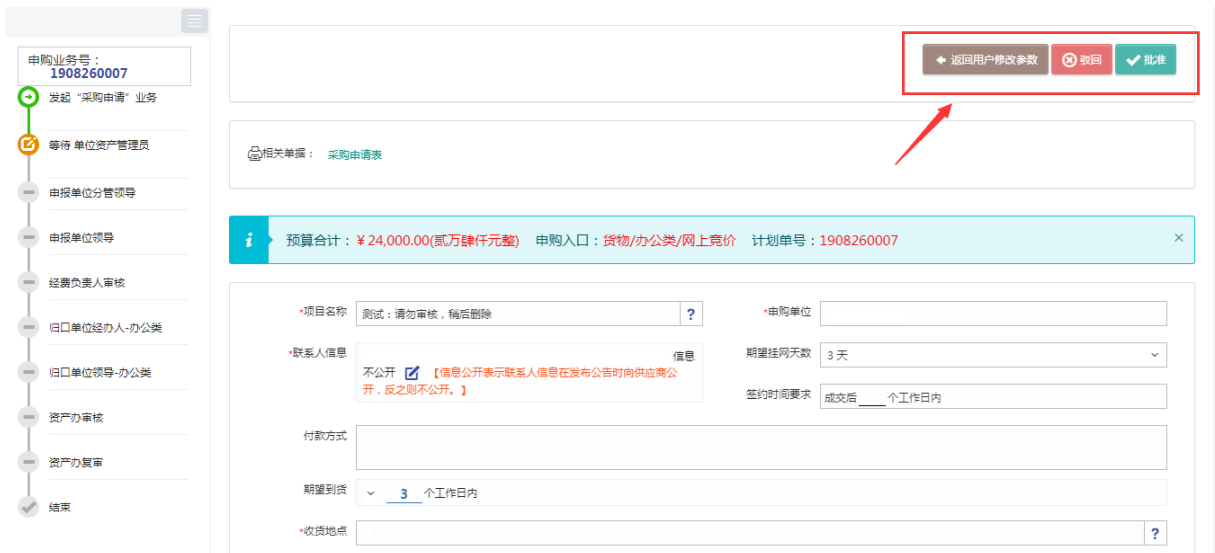 申购业务号：
1908260007
发起“采购申请”业务
等待 单位资产管理员
申报单位分管领导
申报单位领导
经费负责人审核
归口单位经办人-办公类
归口单位领导-办公类
资产办审核
资产办复审
结束
返回用户修改参数 驳回 批准
相关单据： 采购申请表
预算合计：￥24,000.00(贰万肆仟元整) 申购入口：货物/办公类/网上竞价 计划单号：1908260007 ×
*项目名称 测试：请勿审核，稍后删除 ? *申购单位
*联系人信息 信息
不公开 【信息公开表示联系人信息在发布公告时向供应商公
开，反之则不公开。】
期望挂网天数 3 天
签约时间要求 成交后____个工作日内
付款方式
期望到货 3 个工作日内
*收货地点 ?